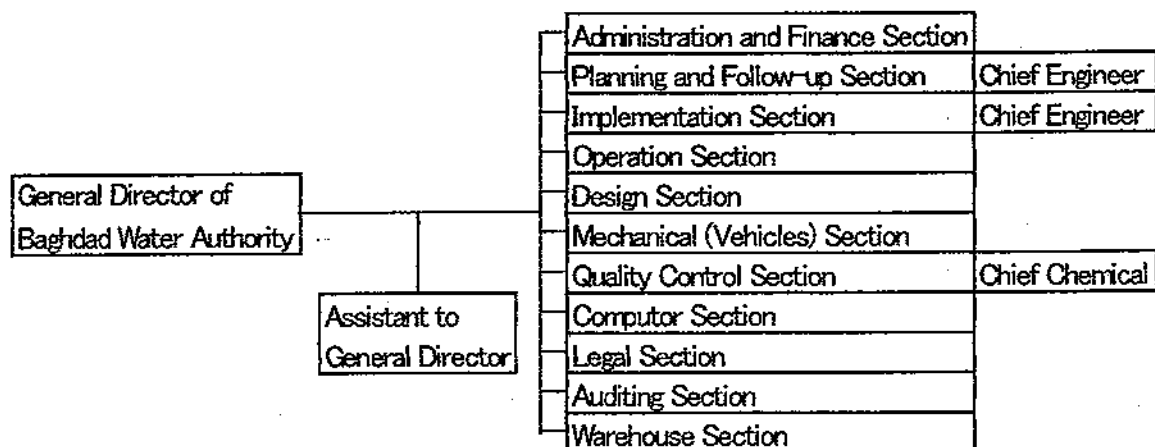 Administration and Finance Section
Planning and Follow-up Section Chief Engineer
Implementation Section Chief Engineer
Operation Section
Design Section
General Director of
Baghdad Water Authority
Mechanical (Vehicles) Section
Quality Control Section Chief Chemical
Assistant to
General Director
Computor Section
Legal Section
Auditing Section
Warehouse Section